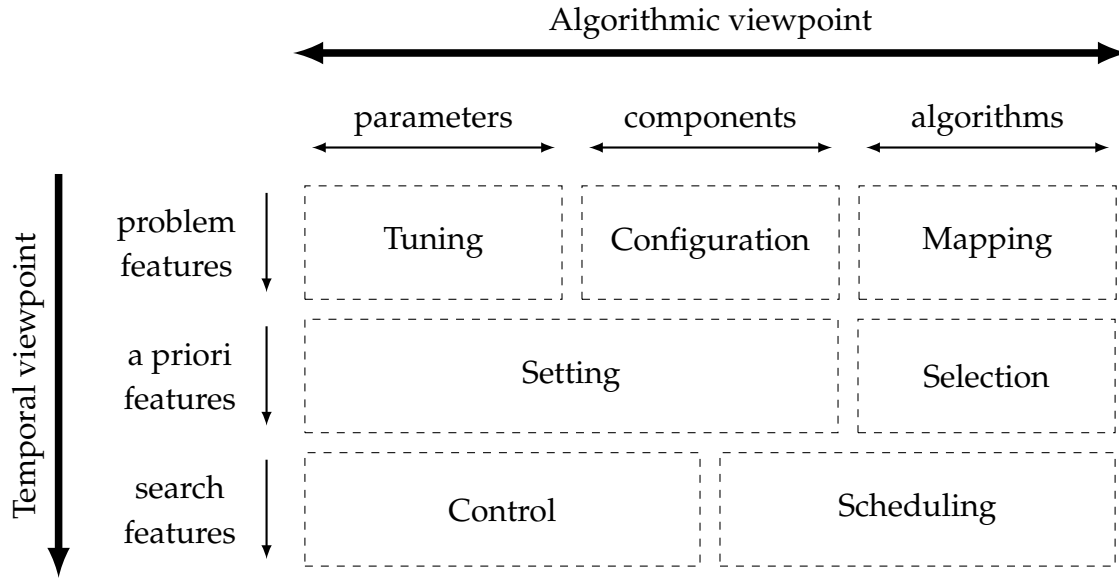 Algorithmic viewpoint
parameters
components
algorithms
Temporal viewpoint
problem
features
Tuning
Configuration
Mapping
a priori
features
Setting
Selection
search
features
Control
Scheduling